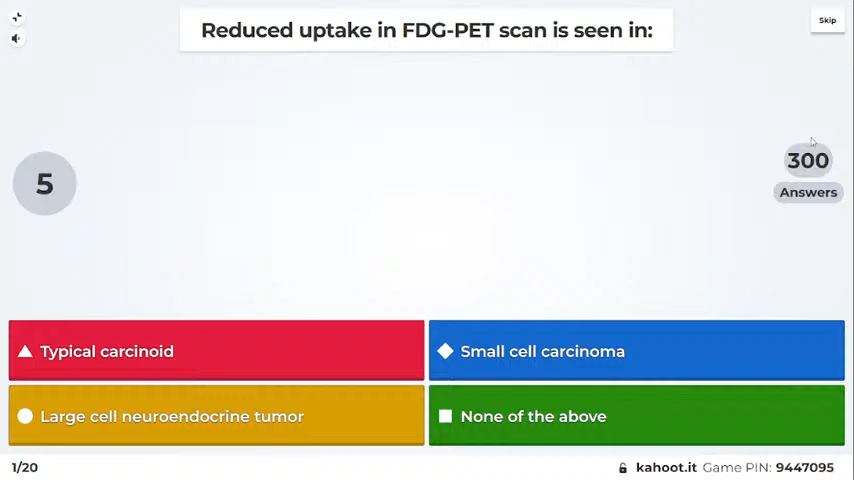 Reduced uptake in FDG-PET scan is seen in:
Skip
5
300
Answers
Typical carcinoid
Small cell carcinoma
Large cell neuroendocrine tumor
None of the above
1/20
kahoot.it Game PIN: 9447095